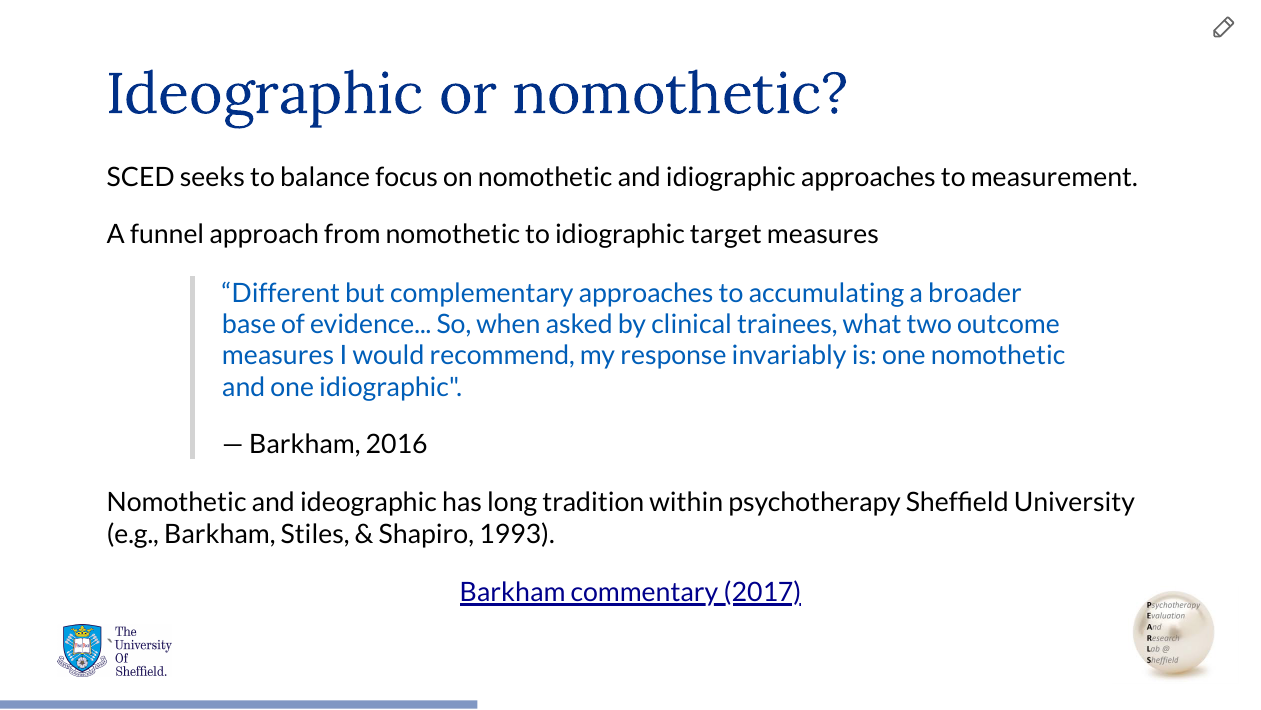 Ideographic or nomothetic?
SCED seeks to balance focus on nomothetic and idiographic approaches to measurement.
A funnel approach from nomothetic to idiographic target measures
“Different but complementary approaches to accumulating a broader
base of evidence... So, when asked by clinical trainees, what two outcome
measures I would recommend, my response invariably is: one nomothetic
and one idiographic".
— Barkham, 2016
Nomothetic and ideographic has long tradition within psychotherapy Sheffield University
(e.g., Barkham, Stiles, & Shapiro, 1993).
Barkham commentary (2017)
The
University
Of
Sheffield.
Psychotherapy
Evaluation
And
Research
Lab @
Sheffield